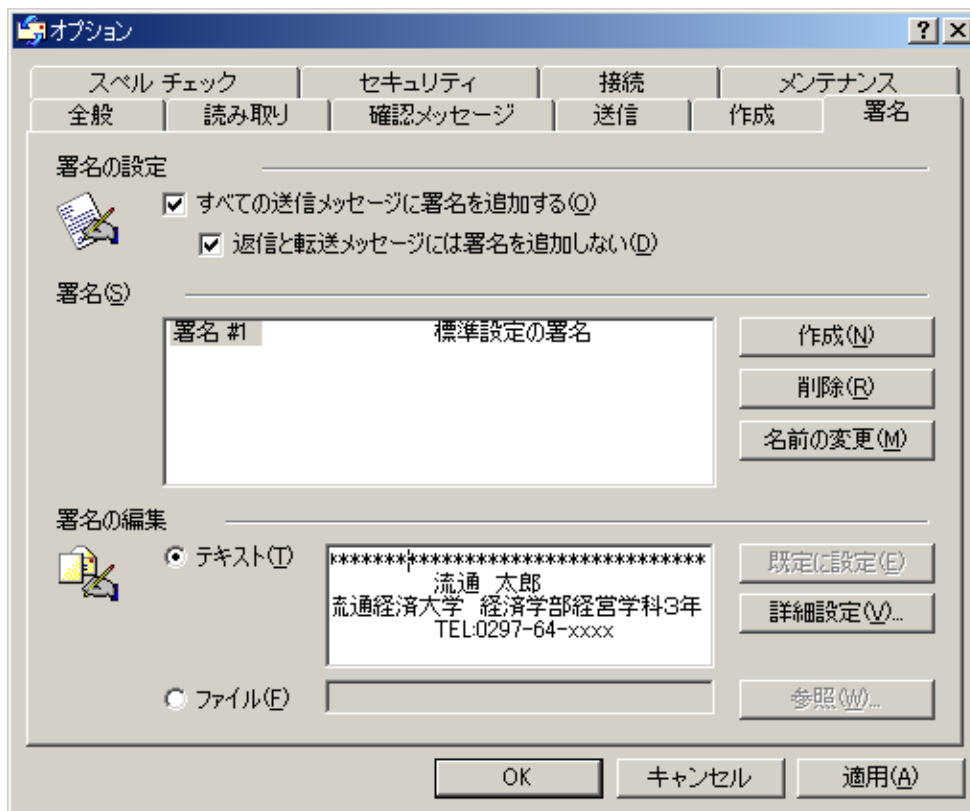 オプション
スペル チェック セキュリティ 接続 メンテナンス
全般 読み取り 確認メッセージ 送信 作成 署名
署名の設定
すべての送信メッセージに署名を追加する(O)
返信と転送メッセージには署名を追加しない(D)
署名(S)
署名 #1 標準設定の署名
作成(N)
削除(R)
名前の変更(M)
署名の編集
テキスト(T)
***********************************
流通 太郎
流通経済大学 経済学部経営学科3年
TEL:0297-64-xxxx
既定に設定(E)
詳細設定(V)...
ファイル(F)
参照(W)...
OK キャンセル 適用(A)